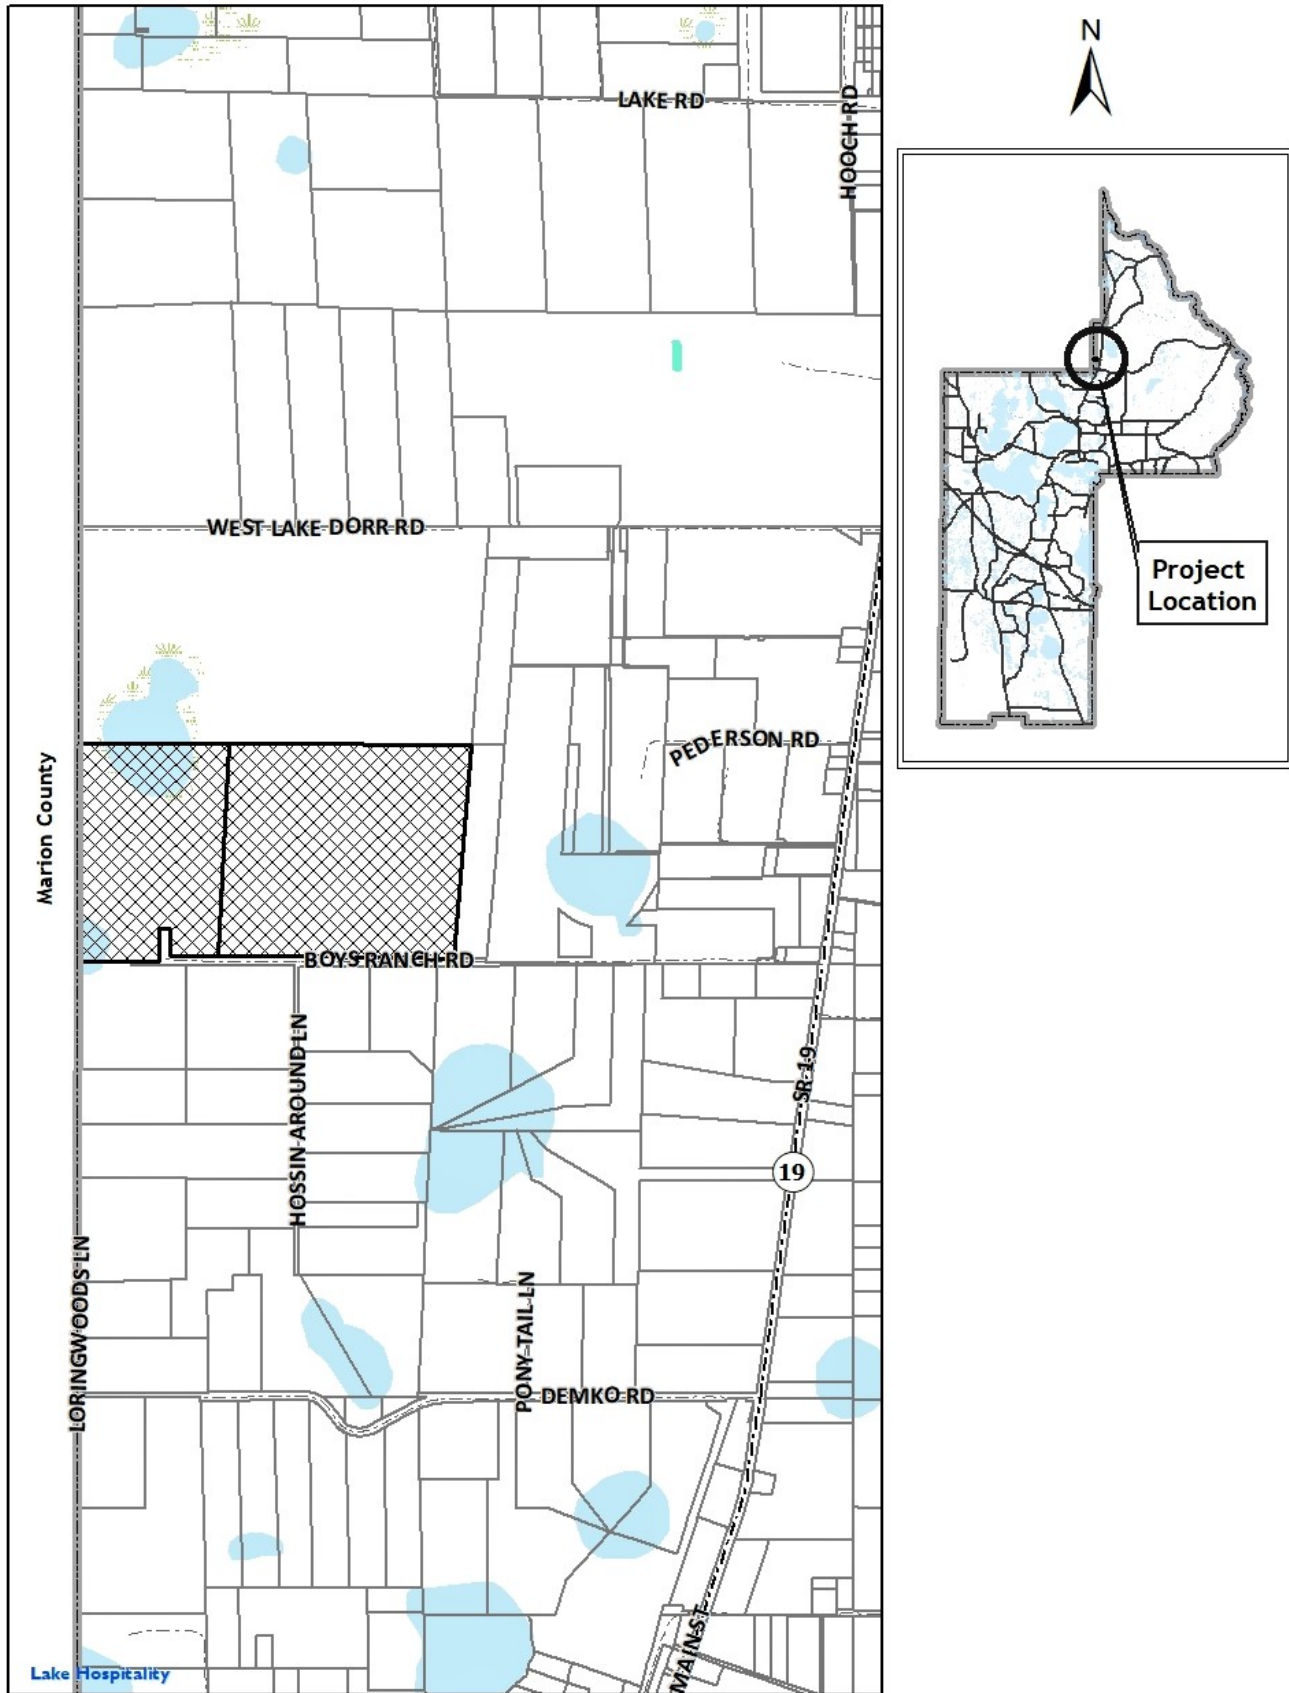 N
LAKE RD
HOOCH RD
WEST LAKE DORR RD
Project
Location
PEDERSON RD
Marion County
BOYS RANCH RD
HOSSIN AROUND LN
SR 19
19
LORINGWOODS LN
PONY TAIL LN
DEMKO RD
MAIN ST
Lake Hospitality